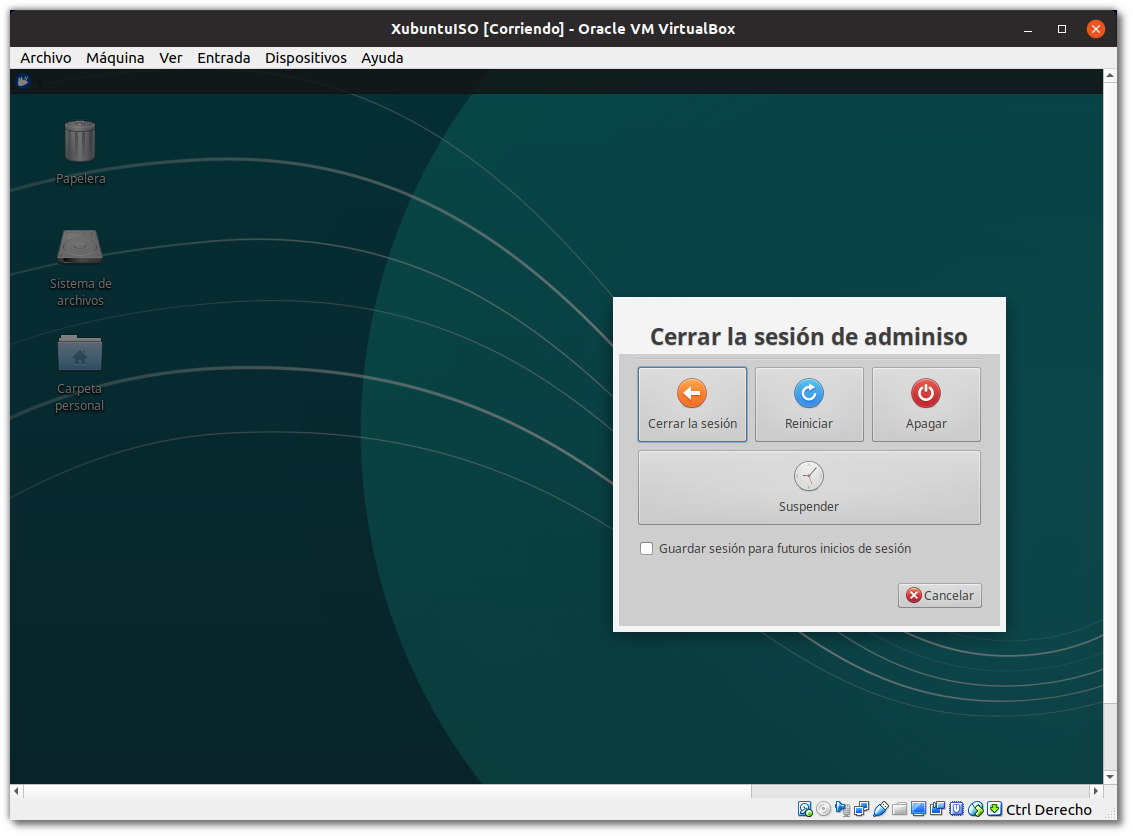 XubuntuISO [Corriendo] - Oracle VM VirtualBox
Archivo Máquina Ver Entrada Dispositivos Ayuda
Papelera
Sistema de
archivos
Carpeta
personal
Cerrar la sesión de adminiso
Cerrar la sesión Reiniciar Apagar
Suspender
Guardar sesión para futuros inicios de sesión
Cancelar
Ctrl Derecho